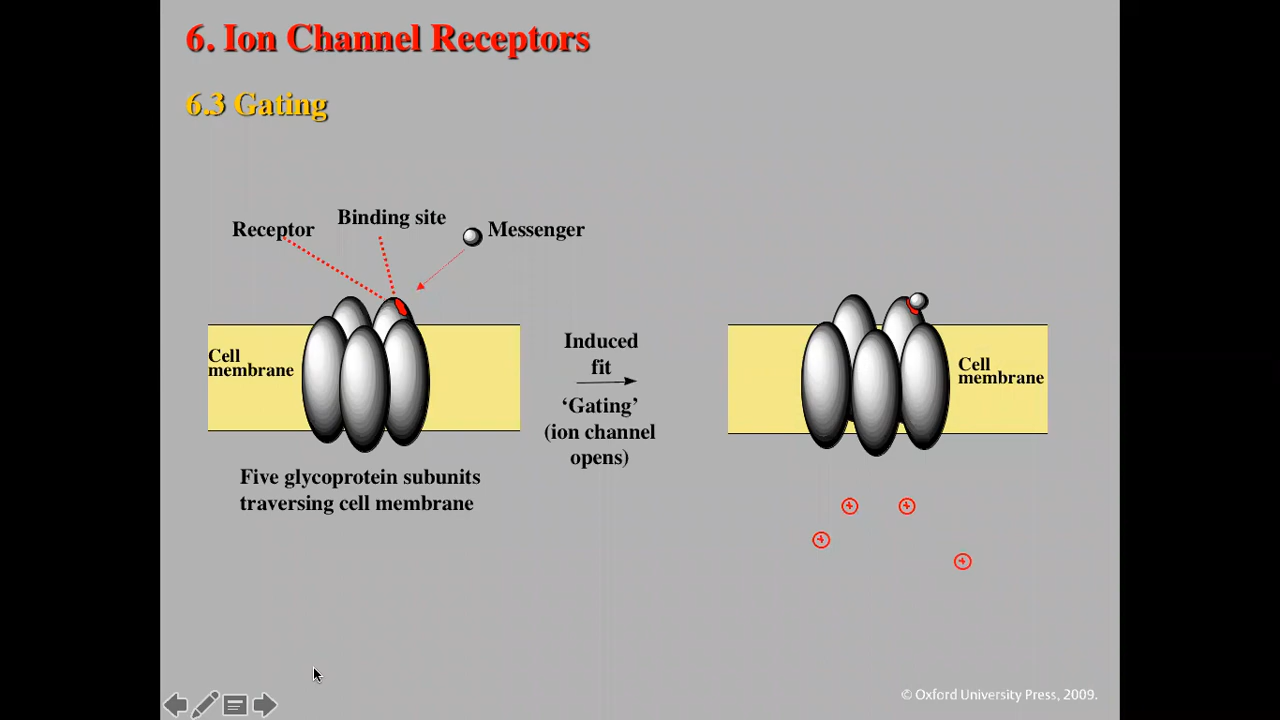 6. Ion Channel Receptors
6.3 Gating
Receptor
Binding site
Messenger
Cell
membrane
Induced
fit
‘Gating’
(ion channel
opens)
Cell
membrane
Five glycoprotein subunits
traversing cell membrane
+ +
+
+
© Oxford University Press, 2009.